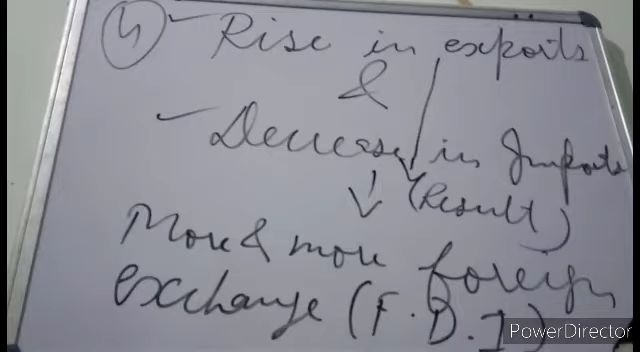 4) - Rise in exports
&
- Decrease in Imports
(Result)
More & more foreign
exchange (F.D.I)
PowerDirector